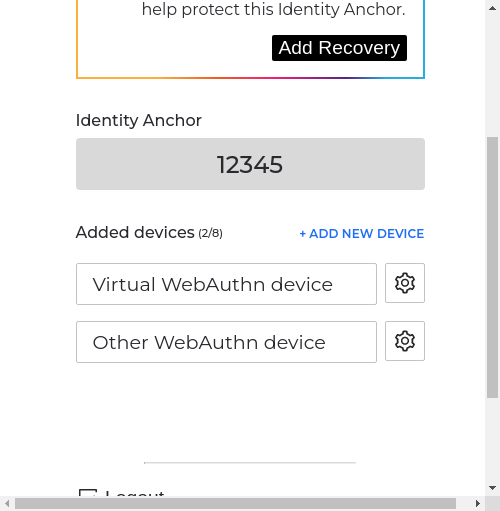 help protect this Identity Anchor.
Add Recovery
Identity Anchor
12345
Added devices (2/8) + ADD NEW DEVICE
Virtual WebAuthn device
Other WebAuthn device
Logout